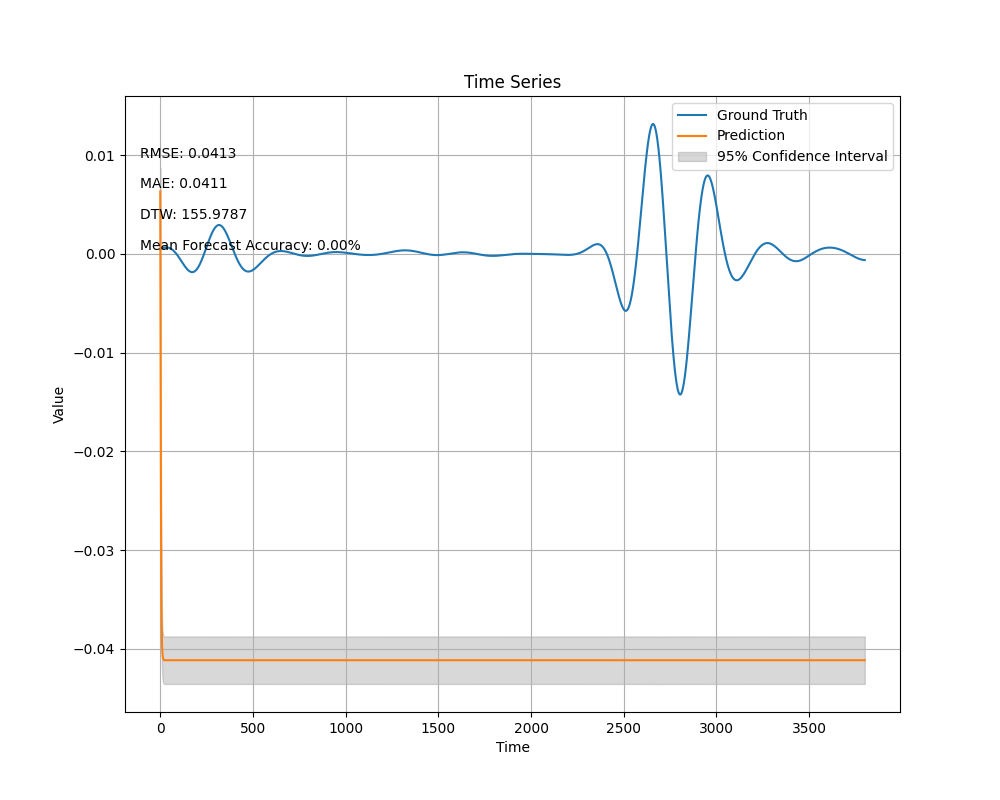 Time Series
Ground Truth
Prediction
95% Confidence Interval
RMSE: 0.0413
MAE: 0.0411
DTW: 155.9787
Mean Forecast Accuracy: 0.00%
0.01
0.00
−0.01
−0.02
−0.03
−0.04
Value
0 500 1000 1500 2000 2500 3000 3500
Time